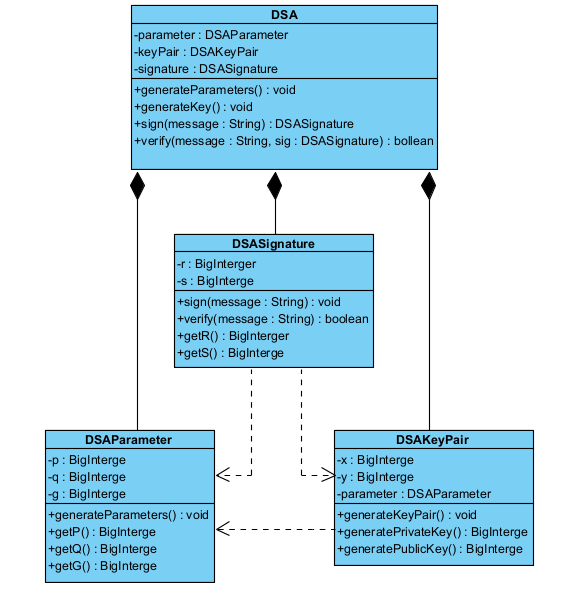 DSA
-parameter : DSAParameter
-keyPair : DSAKeyPair
-signature : DSASignature
+generateParameters() : void
+generateKey() : void
+sign(message : String) : DSASignature
+verify(message : String, sig : DSASignature) : bollean
DSASignature
-r : BigInterger
-s : BigInterge
+sign(message : String) : void
+verify(message : String) : boolean
+getR() : BigInterger
+getS() : BigInterge
DSAParameter
-p : BigInterge
-q : BigInterge
-g : BigInterge
+generateParameters() : void
+getP() : BigInterge
+getQ() : BigInterge
+getG() : BigInterge
DSAKeyPair
-x : BigInterge
-y : BigInterge
-parameter : DSAParameter
+generateKeyPair() : void
+generatePrivateKey() : BigInterge
+generatePublicKey() : BigInterge